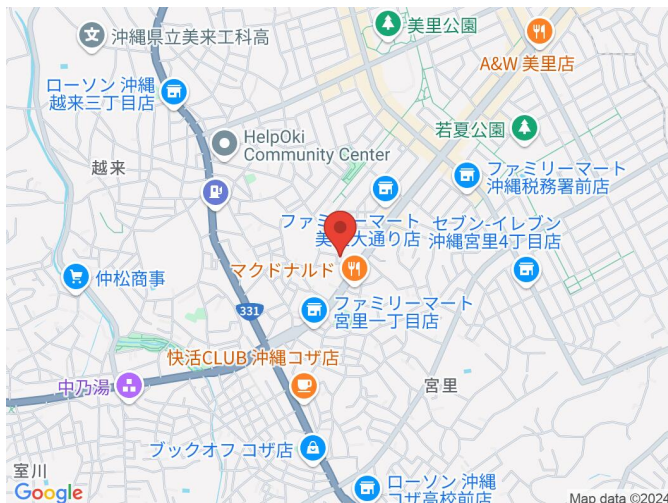 美里公園
沖縄県立美来工科高
A&W 美里店
ローソン 沖縄
越来三丁目店
若夏公園
HelpOki
Community Center
越来
ファミリーマート
沖縄税務署前店
ファミリーマート
美
大通り店
セブン-イレブン
沖縄宮里4丁目店
マクドナルド
仲松商事
ファミリーマート
宮里一丁目店
331
快活CLUB 沖縄コザ店
中乃湯
宮里
ブックオフ コザ店
室川
ローソン 沖縄
コザ高校前店
Google
Map data ©2024